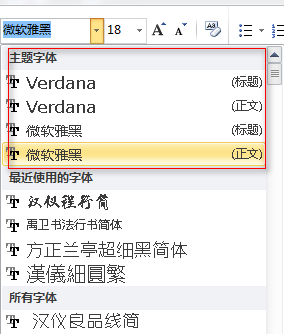 微软雅黑 18
主题字体
Verdana (标题)
Verdana (正文)
微软雅黑 (标题)
微软雅黑 (正文)
最近使用的字体
汉仪程行简
禹卫书法行书简体
方正兰亭超细黑简体
漢儀細圓繁
所有字体
汉仪良品线简